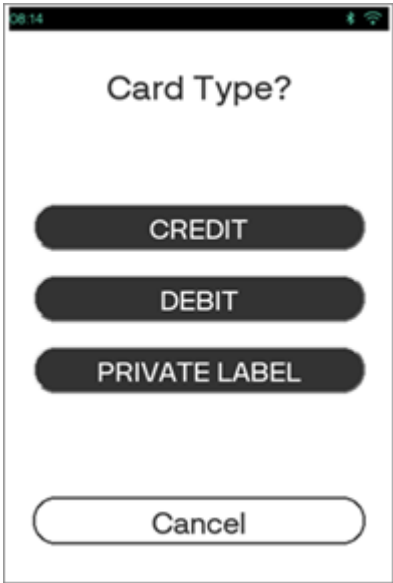 08:14
Card Type?
CREDIT
DEBIT
PRIVATE LABEL
Cancel